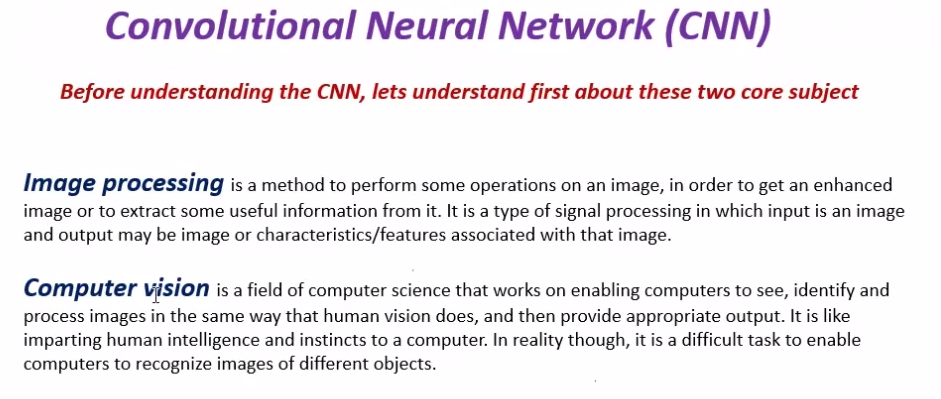 Convolutional Neural Network (CNN)
Before understanding the CNN, lets understand first about these two core subject
Image processing is a method to perform some operations on an image, in order to get an enhanced
image or to extract some useful information from it. It is a type of signal processing in which input is an image
and output may be image or characteristics/features associated with that image.
Computer vision is a field of computer science that works on enabling computers to see, identify and
process images in the same way that human vision does, and then provide appropriate output. It is like
imparting human intelligence and instincts to a computer. In reality though, it is a difficult task to enable
computers to recognize images of different objects.